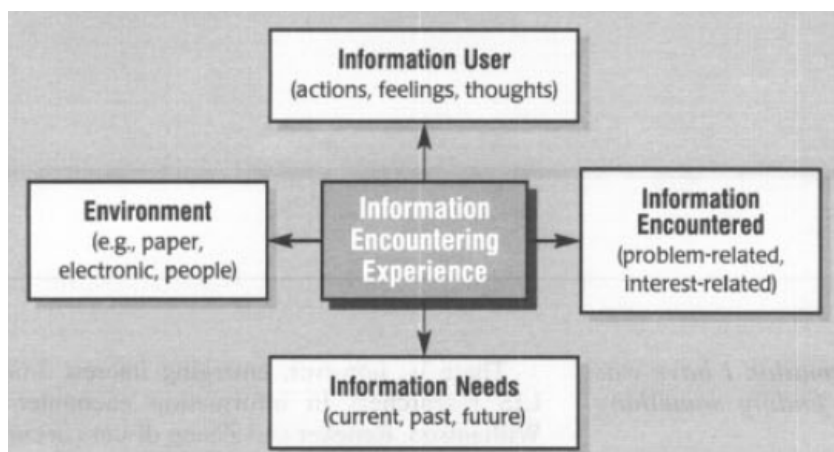 Information User
(actions, feelings, thoughts)
Environment
(e.g., paper,
electronic, people)
Information
Encountering
Experience
Information
Encountered
(problem-related,
interest-related)
Information Needs
(current, past, future)